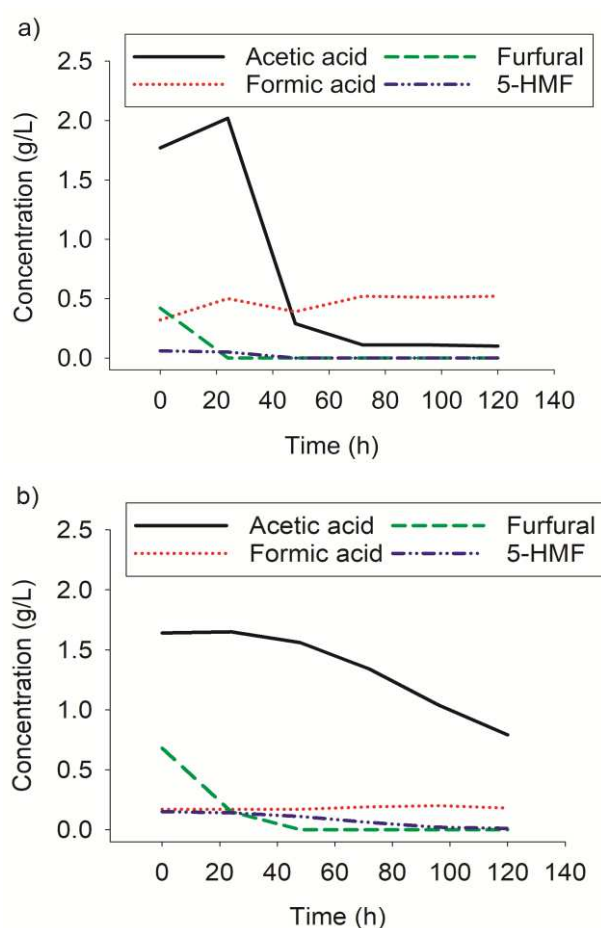 a)
Acetic acid Furfural
Formic acid 5-HMF
2.5
2.0
1.5
1.0
0.5
0.0
Concentration (g/L)
0 20 40 60 80 100 120 140
Time (h)
b)
Acetic acid Furfural
Formic acid 5-HMF
2.5
2.0
1.5
1.0
0.5
0.0
Concentration (g/L)
0 20 40 60 80 100 120 140
Time (h)